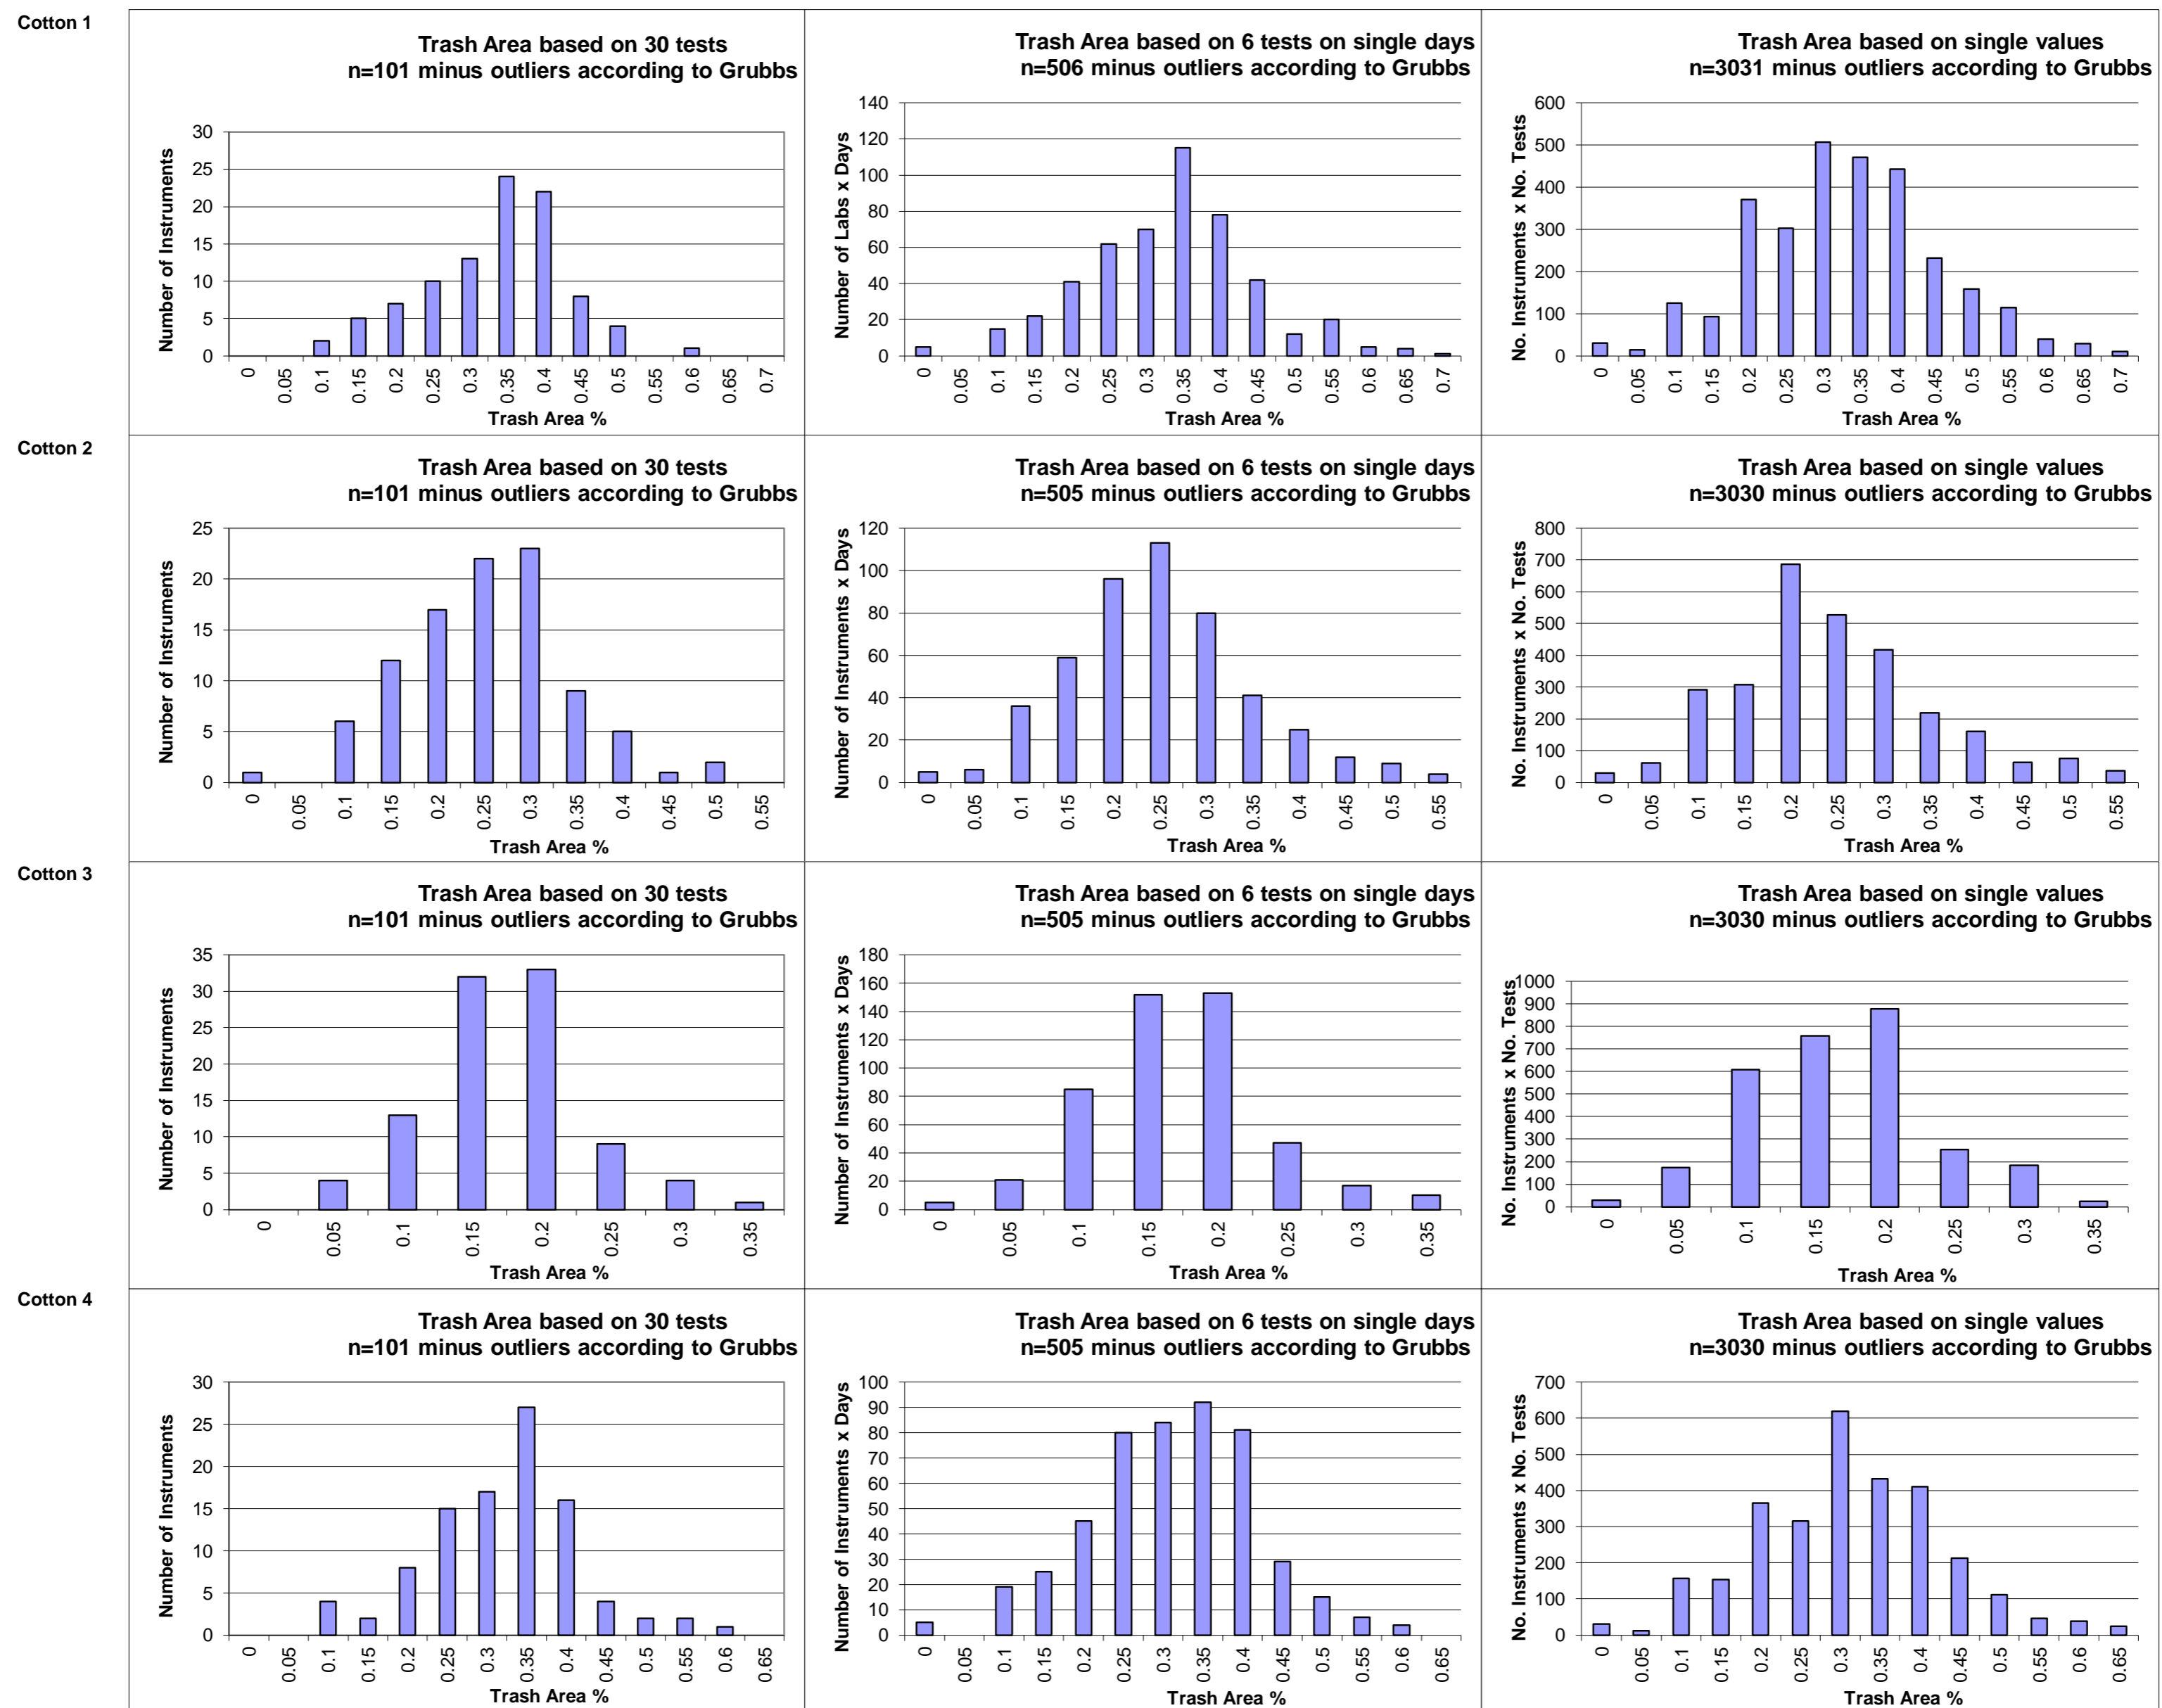 Cotton 1
Trash Area based on 30 tests
n=101 minus outliers according to Grubbs
Number of Instruments
30
25
20
15
10
5
0
0 0.05 0.1 0.15 0.2 0.25 0.3 0.35 0.4 0.45 0.5 0.55 0.6 0.65 0.7
Trash Area %
Trash Area based on 6 tests on single days
n=506 minus outliers according to Grubbs
Number of Labs x Days
140
120
100
80
60
40
20
0
0 0.05 0.1 0.15 0.2 0.25 0.3 0.35 0.4 0.45 0.5 0.55 0.6 0.65 0.7
Trash Area %
Trash Area based on single values
n=3031 minus outliers according to Grubbs
No. Instruments x No. Tests
600
500
400
300
200
100
0
0 0.05 0.1 0.15 0.2 0.25 0.3 0.35 0.4 0.45 0.5 0.55 0.6 0.65 0.7
Trash Area %
Cotton 2
Trash Area based on 30 tests
n=101 minus outliers according to Grubbs
Number of Instruments
25
20
15
10
5
0
0 0.05 0.1 0.15 0.2 0.25 0.3 0.35 0.4 0.45 0.5 0.55
Trash Area %
Trash Area based on 6 tests on single days
n=505 minus outliers according to Grubbs
Number of Instruments x Days
120
100
80
60
40
20
0
0 0.05 0.1 0.15 0.2 0.25 0.3 0.35 0.4 0.45 0.5 0.55
Trash Area %
Trash Area based on single values
n=3030 minus outliers according to Grubbs
No. Instruments x No. Tests
800
700
600
500
400
300
200
100
0
0 0.05 0.1 0.15 0.2 0.25 0.3 0.35 0.4 0.45 0.5 0.55
Trash Area %
Cotton 3
Trash Area based on 30 tests
n=101 minus outliers according to Grubbs
Number of Instruments
35
30
25
20
15
10
5
0
0 0.05 0.1 0.15 0.2 0.25 0.3 0.35
Trash Area %
Trash Area based on 6 tests on single days
n=505 minus outliers according to Grubbs
Number of Instruments x Days
180
160
140
120
100
80
60
40
20
0
0 0.05 0.1 0.15 0.2 0.25 0.3 0.35
Trash Area %
Trash Area based on single values
n=3030 minus outliers according to Grubbs
No. Instruments x No. Tests
1000
900
800
700
600
500
400
300
200
100
0
0 0.05 0.1 0.15 0.2 0.25 0.3 0.35
Trash Area %
Cotton 4
Trash Area based on 30 tests
n=101 minus outliers according to Grubbs
Number of Instruments
30
25
20
15
10
5
0
0 0.05 0.1 0.15 0.2 0.25 0.3 0.35 0.4 0.45 0.5 0.55 0.6 0.65
Trash Area %
Trash Area based on 6 tests on single days
n=505 minus outliers according to Grubbs
Number of Instruments x Days
100
90
80
70
60
50
40
30
20
10
0
0 0.05 0.1 0.15 0.2 0.25 0.3 0.35 0.4 0.45 0.5 0.55 0.6 0.65
Trash Area %
Trash Area based on single values
n=3030 minus outliers according to Grubbs
No. Instruments x No. Tests
700
600
500
400
300
200
100
0
0 0.05 0.1 0.15 0.2 0.25 0.3 0.35 0.4 0.45 0.5 0.55 0.6 0.65
Trash Area %